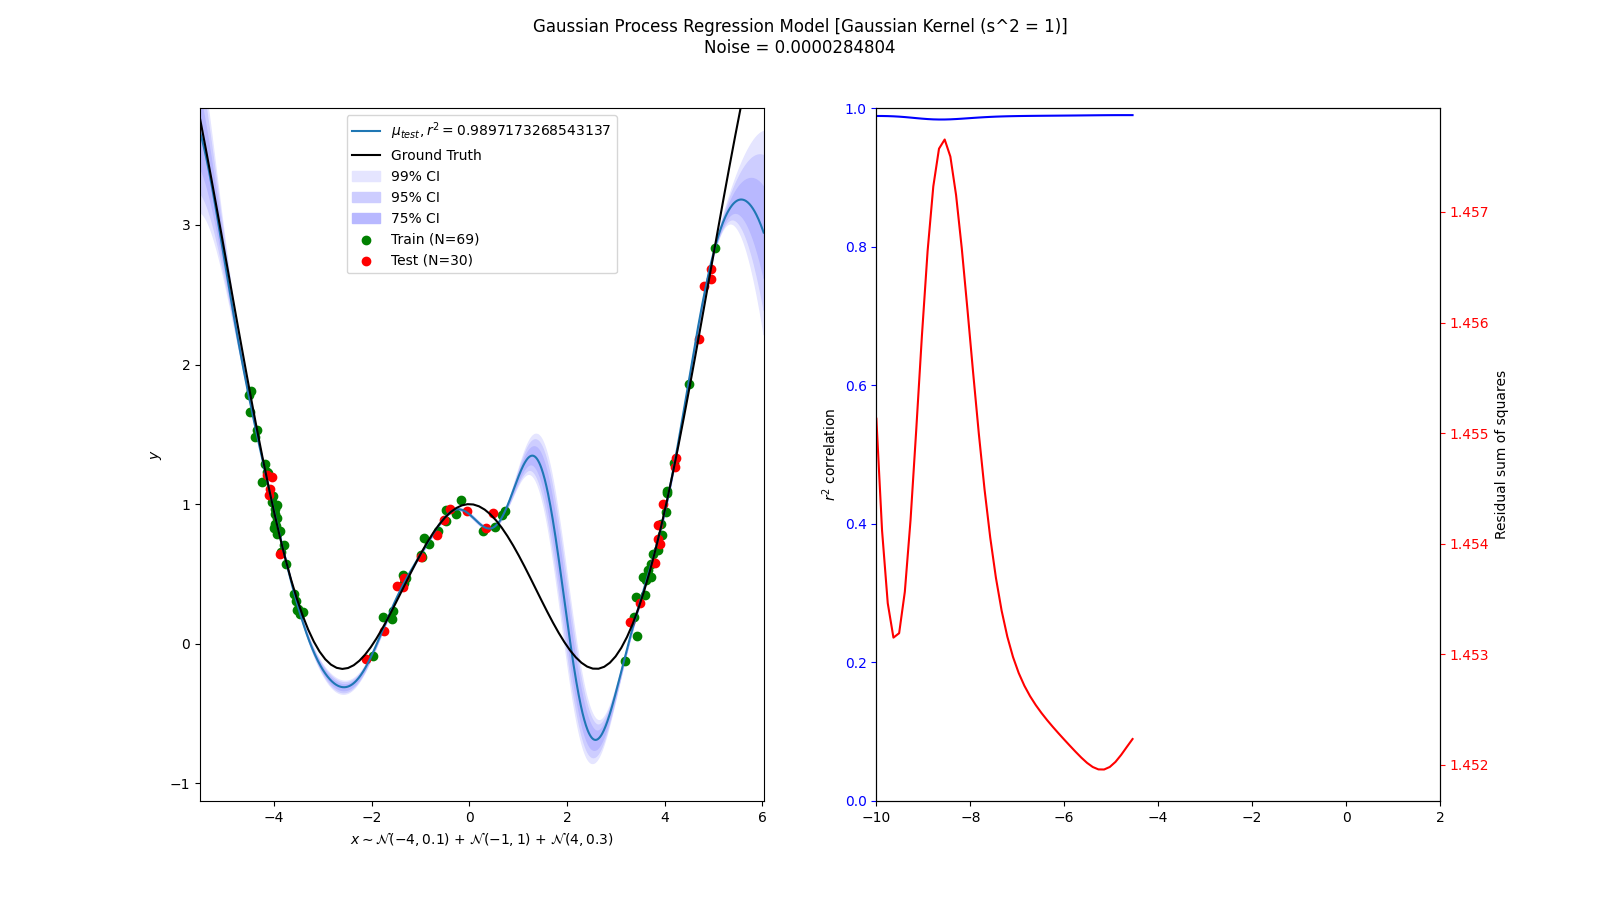 Gaussian Process Regression Model [Gaussian Kernel (s^2 = 1)]
Noise = 0.0000284804
μ_test, r² = 0.9897173268543137
Ground Truth
99% CI
95% CI
75% CI
Train (N=69)
Test (N=30)
y
3
2
1
0
−1
−4 −2 0 2 4 6
x ∼ 𝒩(−4, 0.1) + 𝒩(−1, 1) + 𝒩(4, 0.3)
r² correlation
1.0
0.8
0.6
0.4
0.2
0.0
−10 −8 −6 −4 −2 0 2
1.457
1.456
1.455
1.454
1.453
1.452
Residual sum of squares